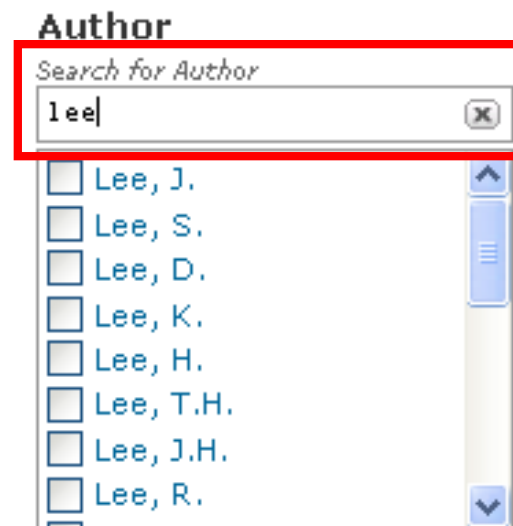 Author
Search for Author
lee
Lee, J.
Lee, S.
Lee, D.
Lee, K.
Lee, H.
Lee, T.H.
Lee, J.H.
Lee, R.